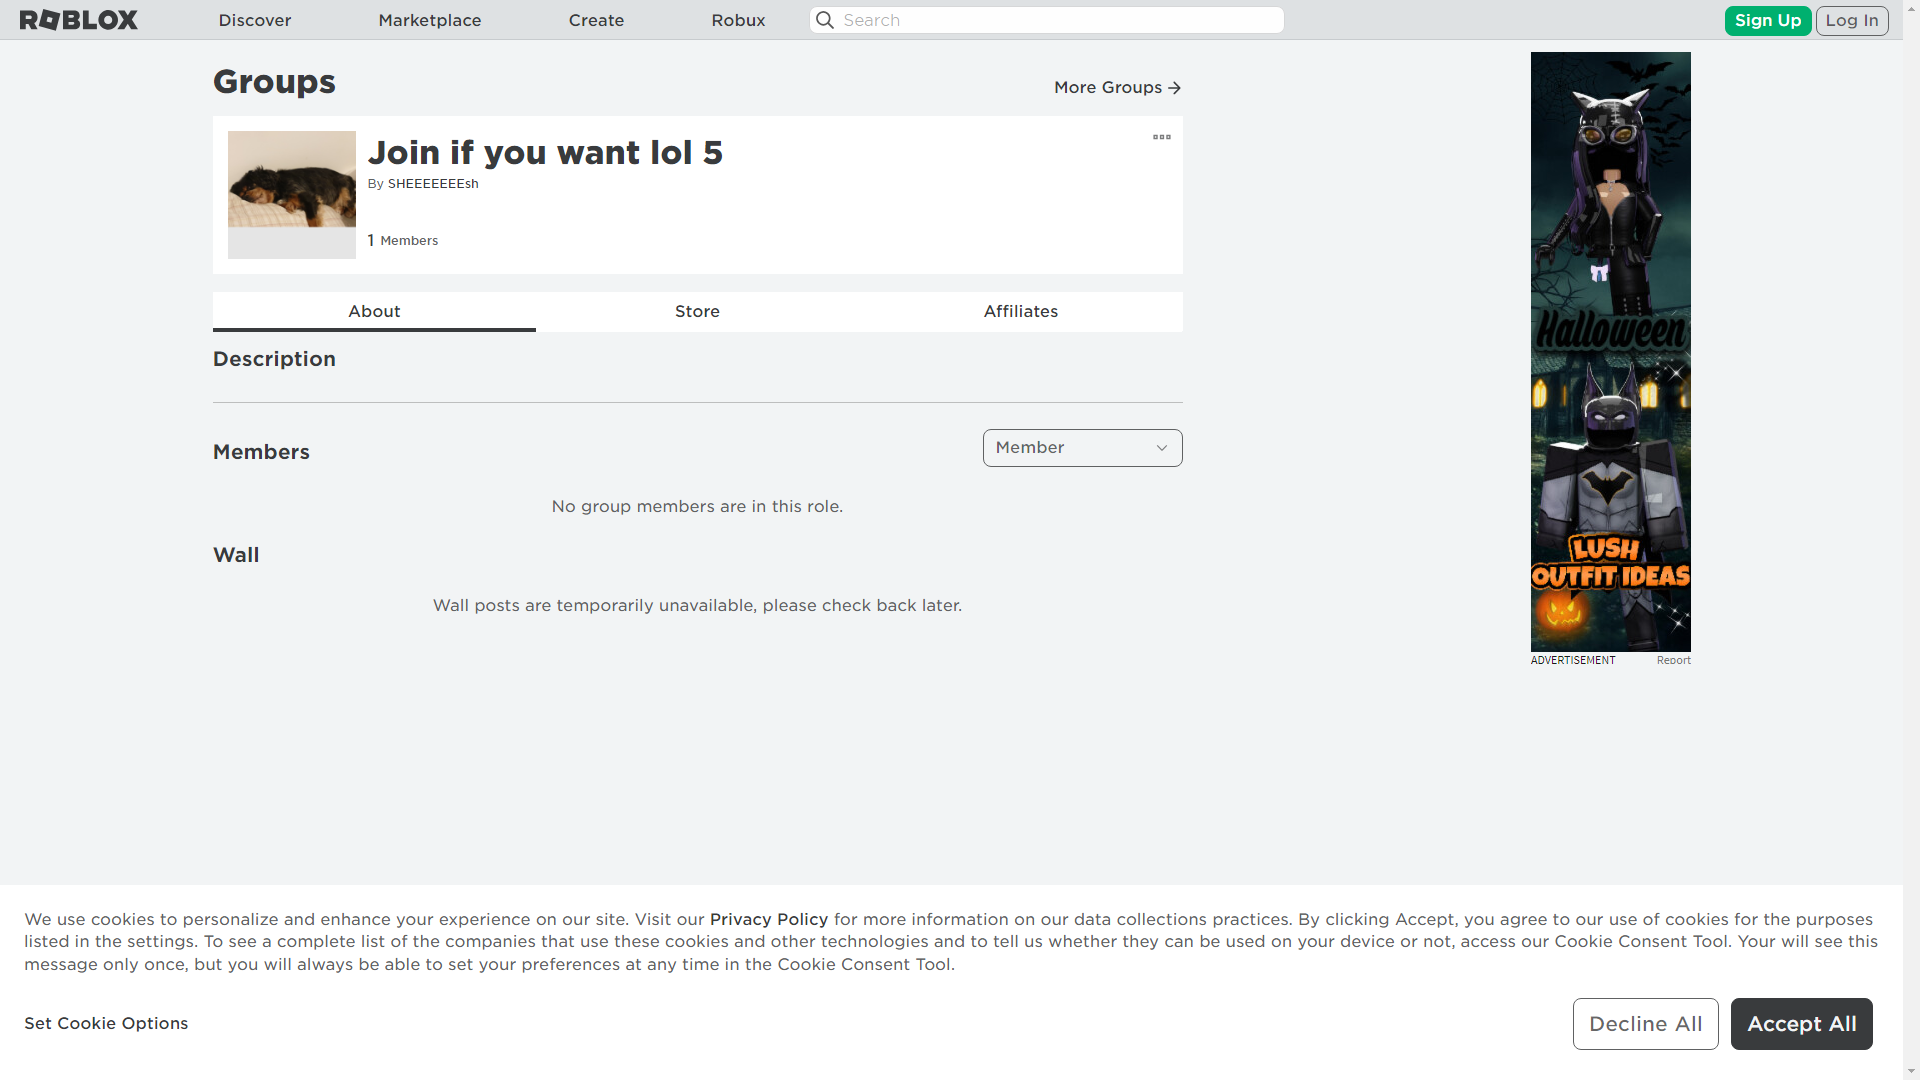 ROBLOX Discover Marketplace Create Robux Search Sign Up Log In
Groups
More Groups
Join if you want lol 5
By SHEEEEEEEsh
1 Members
About Store Affiliates
Description
Members
Member
No group members are in this role.
Wall
Wall posts are temporarily unavailable, please check back later.
Halloween
LUSH
OUTFIT IDEAS
ADVERTISEMENT Report
We use cookies to personalize and enhance your experience on our site. Visit our Privacy Policy for more information on our data collections practices. By clicking Accept, you agree to our use of cookies for the purposes
listed in the settings. To see a complete list of the companies that use these cookies and other technologies and to tell us whether they can be used on your device or not, access our Cookie Consent Tool. Your will see this
message only once, but you will always be able to set your preferences at any time in the Cookie Consent Tool.
Set Cookie Options
Decline All
Accept All